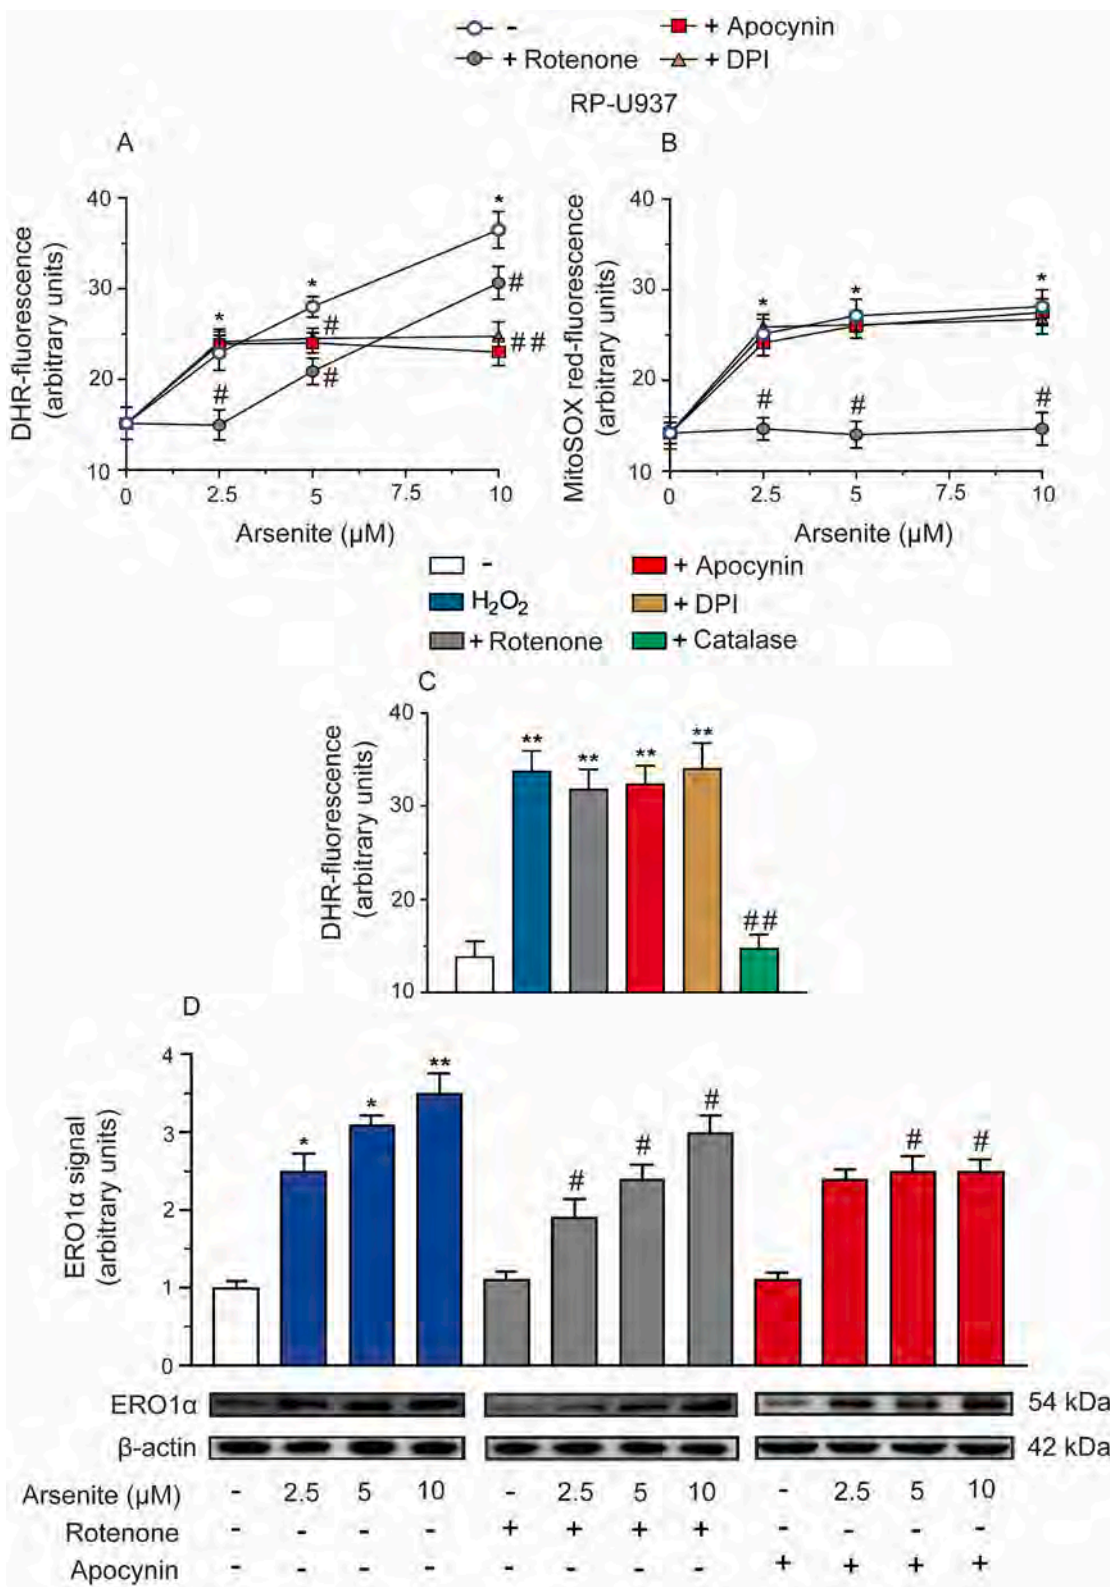 - + Apocynin
+ Rotenone + DPI
RP-U937
A B
DHR-fluorescence
(arbitrary units)
40
30
20
10
* * * # # # # ##
0 2.5 5 7.5 10
Arsenite (μM)
MitoSOX red-fluorescence
(arbitrary units)
40
30
20
10
* * * # # #
0 2.5 5 7.5 10
Arsenite (μM)
- + Apocynin
H₂O₂ + DPI
+ Rotenone + Catalase
C
DHR-fluorescence
(arbitrary units)
40
30
20
10
** ** ** ** ##
D
ERO1α signal
(arbitrary units)
4
3
2
1
0
* * ** # # # # #
ERO1α 54 kDa
β-actin 42 kDa
Arsenite (μM) - 2.5 5 10 - 2.5 5 10 - 2.5 5 10
Rotenone - - - - + + + + - - - -
Apocynin - - - - - - - - + + + +